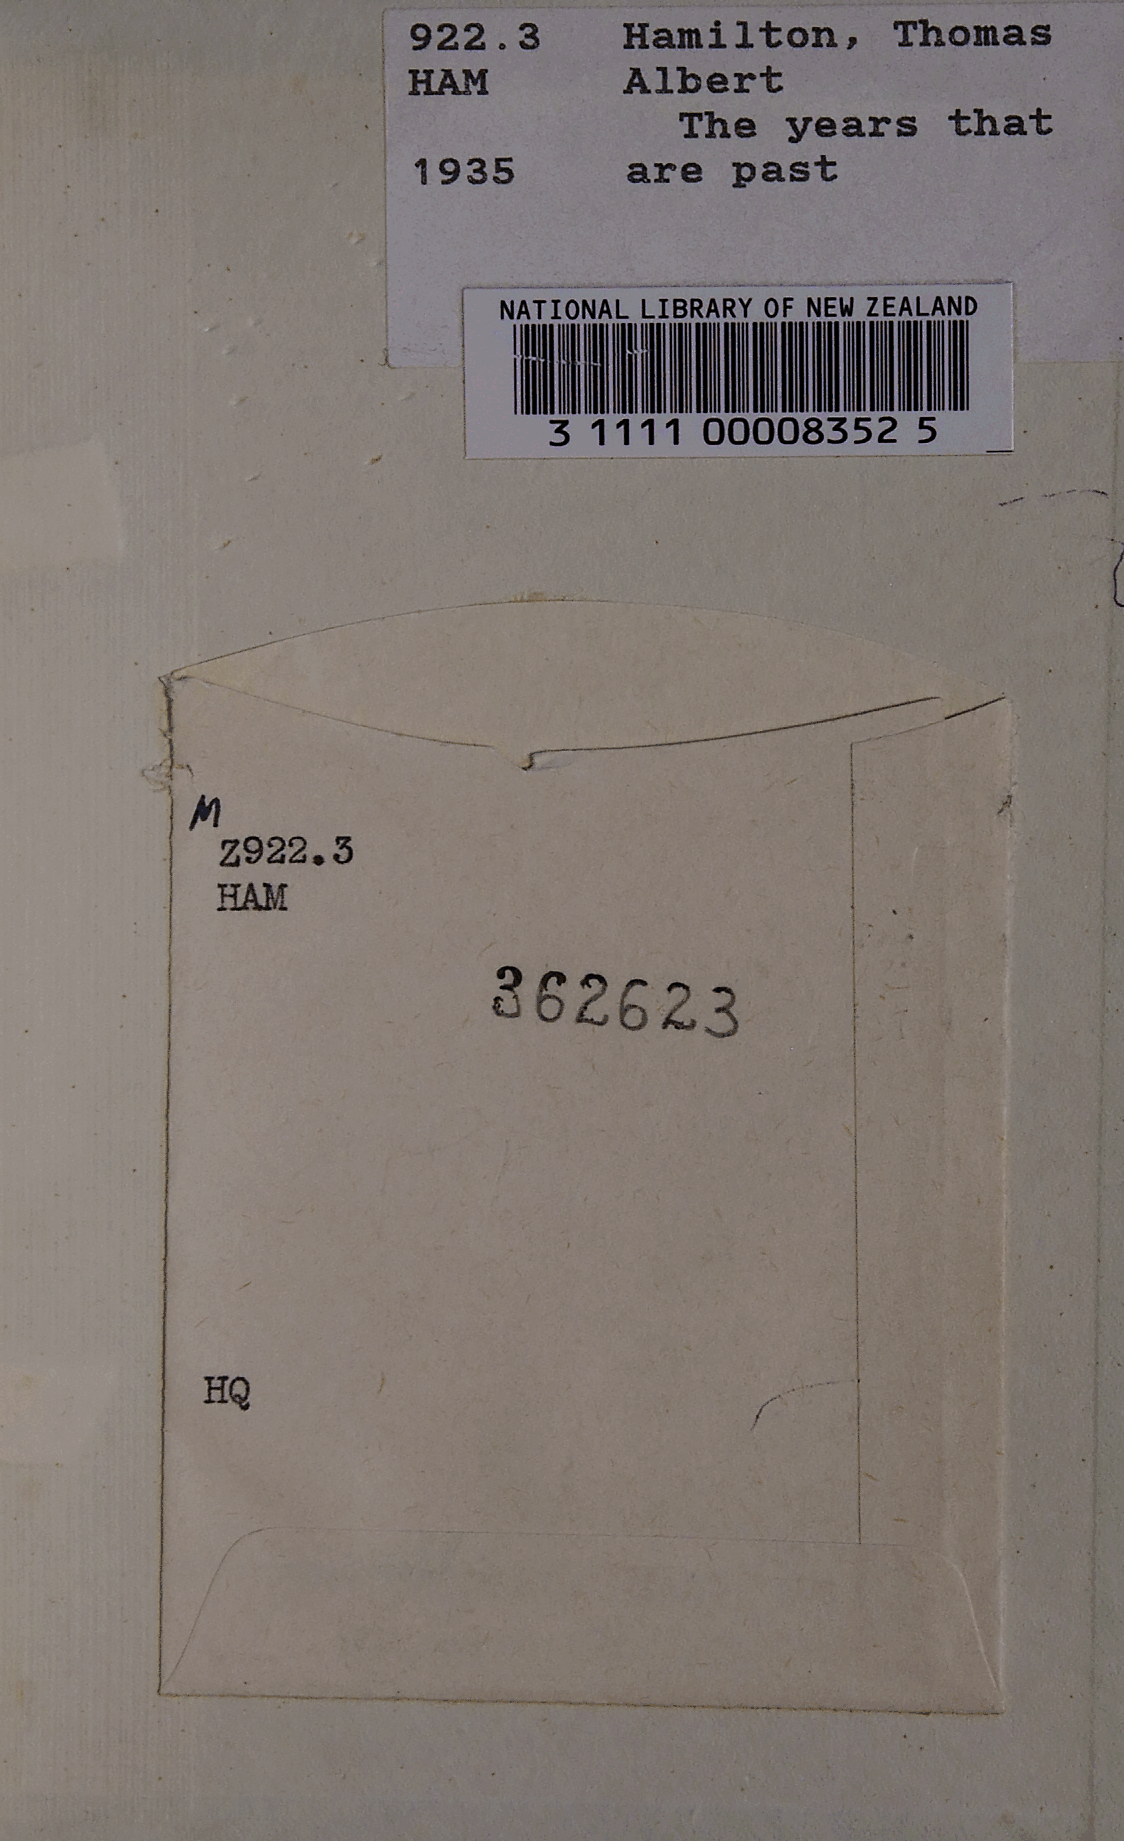 922.3 Hamilton, Thomas
HAM Albert
The years that
1935 are past
NATIONAL LIBRARY OF NEW ZEALAND
3 1111 00008352 5
M
Z922.3
HAM
362623
HQ